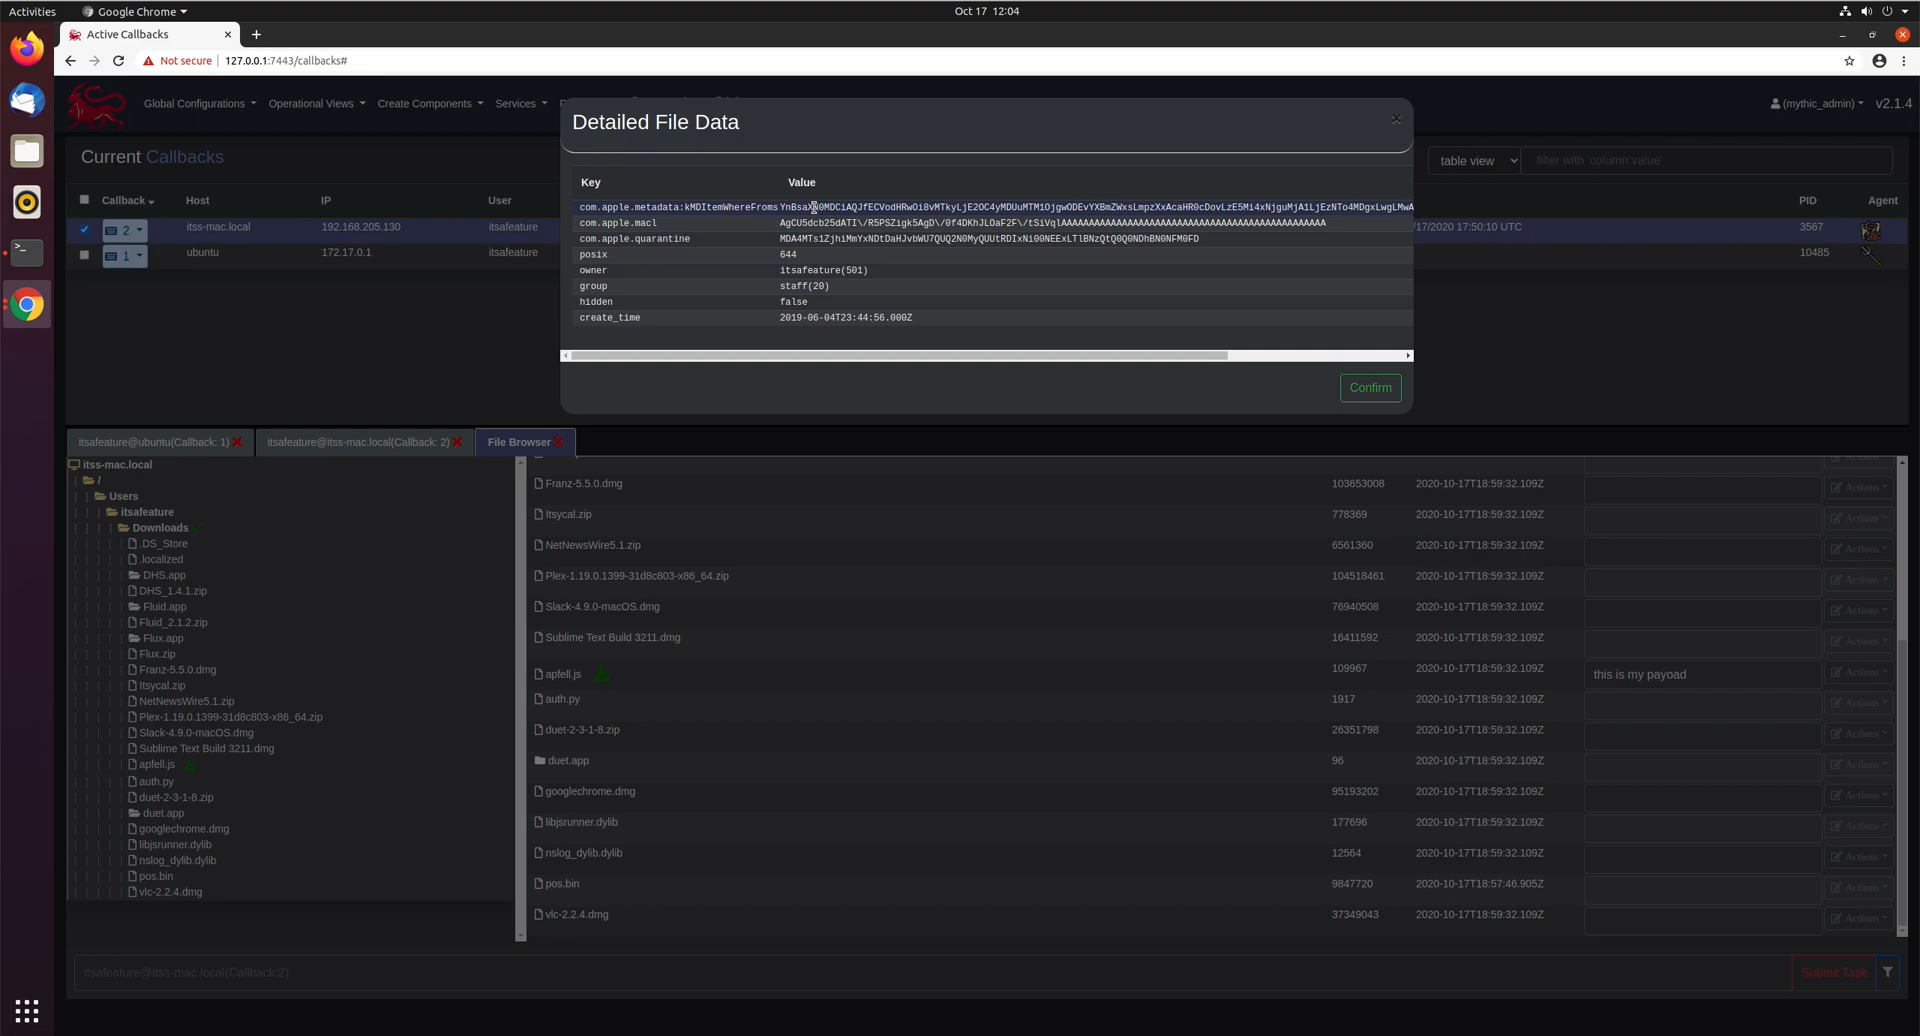 Activities
Google Chrome
Oct 17 12:04
Active Callbacks
Not secure 127.0.0.1:7443/callbacks#
Global Configurations
Operational Views
Create Components
Services
(mythic_admin)
v2.1.4
Detailed File Data
Key Value
com.apple.metadata:kMDItemWhereFroms
com.apple.macl
com.apple.quarantine
posix 644
owner itsafeature(501)
group staff(20)
hidden false
create_time 2019-06-04T23:44:56.000Z
Confirm
Current Callbacks
table view
filter with 'column:value'
Callback Host IP User PID Agent
2 itss-mac.local 192.168.205.130 itsafeature /17/2020 17:50:10 UTC 3567
1 ubuntu 172.17.0.1 itsafeature 10485
itsafeature@ubuntu(Callback: 1)
itsafeature@itss-mac.local(Callback: 2)
File Browser
itss-mac.local
/
Users
itsafeature
Downloads
.DS_Store
.localized
DHS.app
DHS_1.4.1.zip
Fluid.app
Fluid_2.1.2.zip
Flux.app
Flux.zip
Franz-5.5.0.dmg
Itsycal.zip
NetNewsWire5.1.zip
Plex-1.19.0.1399-31d8c803-x86_64.zip
Slack-4.9.0-macOS.dmg
Sublime Text Build 3211.dmg
apfell.js
auth.py
duet-2-3-1-8.zip
duet.app
googlechrome.dmg
libjsrunner.dylib
nslog_dylib.dylib
pos.bin
vlc-2.2.4.dmg
Franz-5.5.0.dmg 103653008 2020-10-17T18:59:32.109Z Actions
Itsycal.zip 778369 2020-10-17T18:59:32.109Z Actions
NetNewsWire5.1.zip 6561360 2020-10-17T18:59:32.109Z Actions
Plex-1.19.0.1399-31d8c803-x86_64.zip 104518461 2020-10-17T18:59:32.109Z Actions
Slack-4.9.0-macOS.dmg 76940508 2020-10-17T18:59:32.109Z Actions
Sublime Text Build 3211.dmg 16411592 2020-10-17T18:59:32.109Z Actions
apfell.js 109967 2020-10-17T18:59:32.109Z this is my payoad Actions
auth.py 1917 2020-10-17T18:59:32.109Z Actions
duet-2-3-1-8.zip 26351798 2020-10-17T18:59:32.109Z Actions
duet.app 96 2020-10-17T18:59:32.109Z Actions
googlechrome.dmg 95193202 2020-10-17T18:59:32.109Z Actions
libjsrunner.dylib 177696 2020-10-17T18:59:32.109Z Actions
nslog_dylib.dylib 12564 2020-10-17T18:59:32.109Z Actions
pos.bin 9847720 2020-10-17T18:57:46.905Z Actions
vlc-2.2.4.dmg 37349043 2020-10-17T18:59:32.109Z Actions
itsafeature@itss-mac.local(Callback:2)
Submit Task